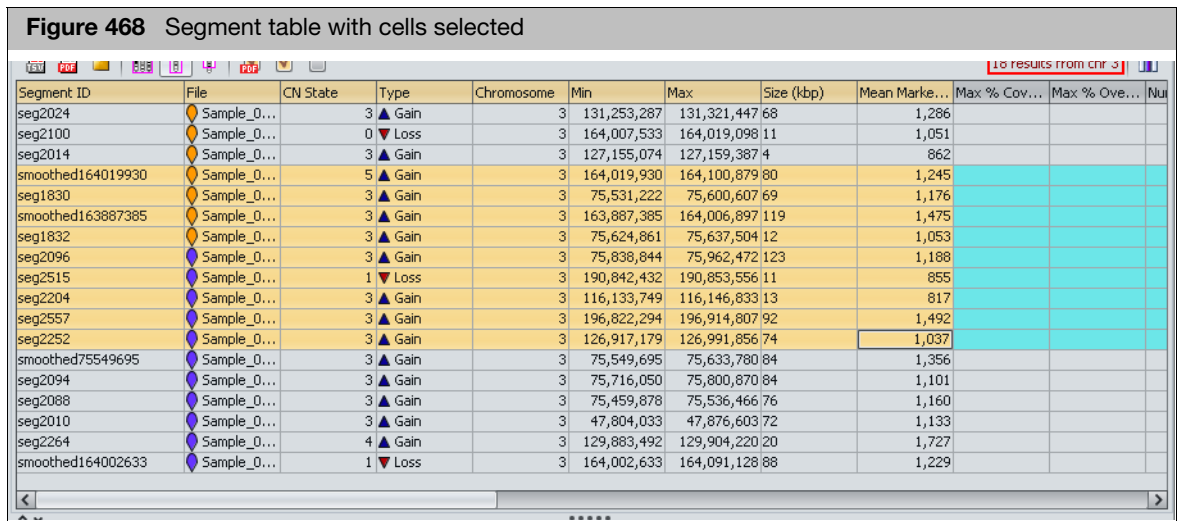 Figure 468 Segment table with cells selected
TSV PDF PDF 18 results from chr 3
Segment ID File CN State Type Chromosome Min Max Size (kbp) Mean Marke... Max % Cov... Max % Ove... Nu
seg2024 Sample_0... 3 Gain 3 131,253,287 131,321,447 68 1,286
seg2100 Sample_0... 0 Loss 3 164,007,533 164,019,098 11 1,051
seg2014 Sample_0... 3 Gain 3 127,155,074 127,159,387 4 862
smoothed164019930 Sample_0... 5 Gain 3 164,019,930 164,100,879 80 1,245
seg1830 Sample_0... 3 Gain 3 75,531,222 75,600,607 69 1,176
smoothed163887385 Sample_0... 3 Gain 3 163,887,385 164,006,897 119 1,475
seg1832 Sample_0... 3 Gain 3 75,624,861 75,637,504 12 1,053
seg2096 Sample_0... 3 Gain 3 75,838,844 75,962,472 123 1,188
seg2515 Sample_0... 1 Loss 3 190,842,432 190,853,556 11 855
seg2204 Sample_0... 3 Gain 3 116,133,749 116,146,833 13 817
seg2557 Sample_0... 3 Gain 3 196,822,294 196,914,807 92 1,492
seg2252 Sample_0... 3 Gain 3 126,917,179 126,991,856 74 1,037
smoothed75549695 Sample_0... 3 Gain 3 75,549,695 75,633,780 84 1,356
seg2094 Sample_0... 3 Gain 3 75,716,050 75,800,870 84 1,101
seg2088 Sample_0... 3 Gain 3 75,459,878 75,536,466 76 1,160
seg2010 Sample_0... 3 Gain 3 47,804,033 47,876,603 72 1,133
seg2264 Sample_0... 4 Gain 3 129,883,492 129,904,220 20 1,727
smoothed164002633 Sample_0... 1 Loss 3 164,002,633 164,091,128 88 1,229